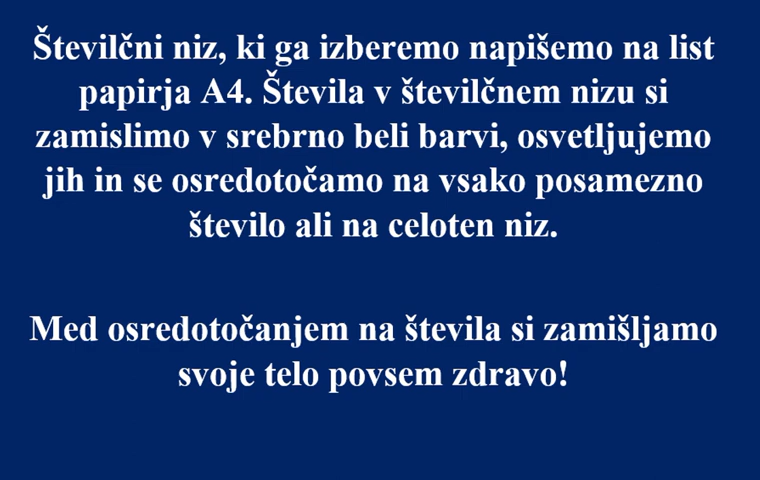 Številčni niz, ki ga izberemo napišemo na list
papirja A4. Števila v številčnem nizu si
zamislimo v srebrno beli barvi, osvetljujemo
jih in se osredotočamo na vsako posamezno
število ali na celoten niz.
Med osredotočanjem na števila si zamišljamo
svoje telo povsem zdravo!